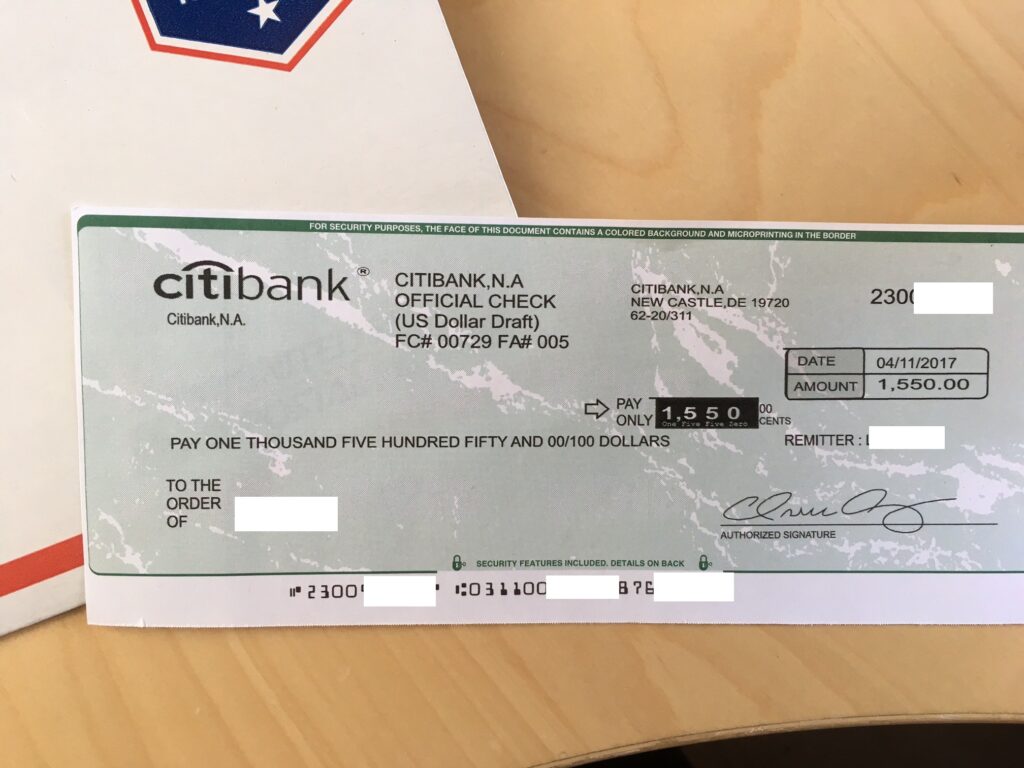 FOR SECURITY PURPOSES, THE FACE OF THIS DOCUMENT CONTAINS A COLORED BACKGROUND AND MICROPRINTING IN THE BORDER
citibank®
Citibank,N.A.
CITIBANK,N.A
OFFICIAL CHECK
(US Dollar Draft)
FC# 00729 FA# 005
CITIBANK,N.A
NEW CASTLE,DE 19720
62-20/311
2300
DATE 04/11/2017
AMOUNT 1,550.00
PAY ONLY 1,550 00 CENTS
One Five Five Zero
PAY ONE THOUSAND FIVE HUNDRED FIFTY AND 00/100 DOLLARS
REMITTER :
TO THE
ORDER
OF
AUTHORIZED SIGNATURE
SECURITY FEATURES INCLUDED. DETAILS ON BACK
⑈2300 ⑆031100 876